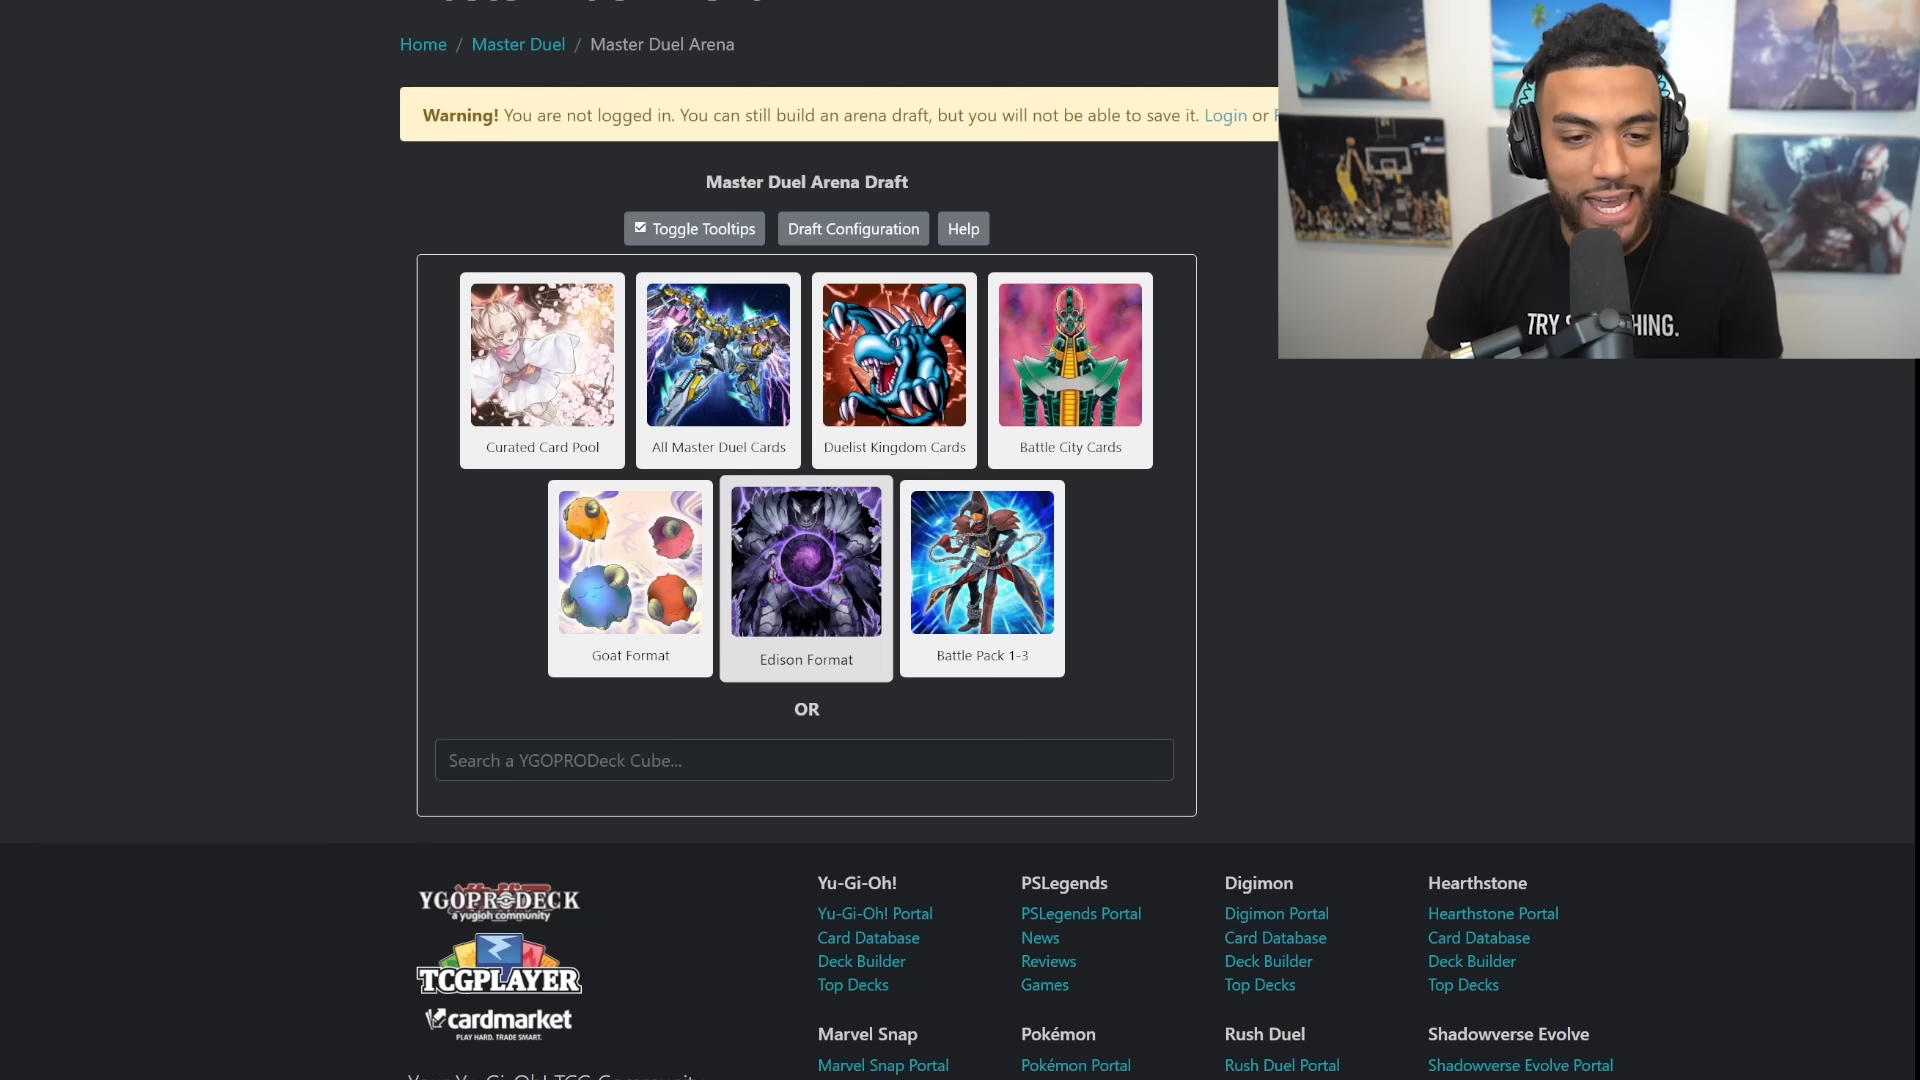 Home / Master Duel / Master Duel Arena
Warning! You are not logged in. You can still build an arena draft, but you will not be able to save it. Login or
Master Duel Arena Draft
Toggle Tooltips
Draft Configuration
Help
Curated Card Pool
All Master Duel Cards
Duelist Kingdom Cards
Battle City Cards
Goat Format
Edison Format
Battle Pack 1-3
OR
Search a YGOPRODeck Cube...
TRY S HING.
YGOPRODECK
a yugioh community
TCGPLAYER
cardmarket
PLAY HARD. TRADE SMART.
Your Yu-Gi-Oh! TCG Community
Yu-Gi-Oh!
Yu-Gi-Oh! Portal
Card Database
Deck Builder
Top Decks
PSLegends
PSLegends Portal
News
Reviews
Games
Digimon
Digimon Portal
Card Database
Deck Builder
Top Decks
Hearthstone
Hearthstone Portal
Card Database
Deck Builder
Top Decks
Marvel Snap
Marvel Snap Portal
Pokémon
Pokémon Portal
Rush Duel
Rush Duel Portal
Shadowverse Evolve
Shadowverse Evolve Portal